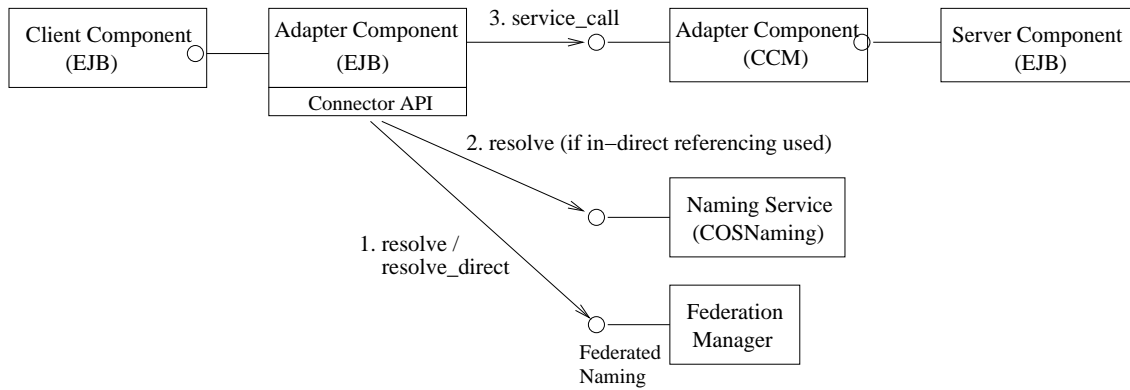 3. service_call
Client Component
(EJB)
Adapter Component
(EJB)
Connector API
Adapter Component
(CCM)
Server Component
(EJB)
2. resolve (if in−direct referencing used)
Naming Service
(COSNaming)
1. resolve /
resolve_direct
Federation
Manager
Federated
Naming